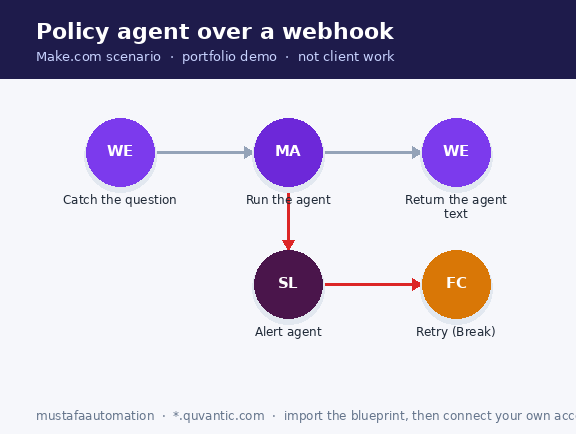 Policy agent over a webhook
Make.com scenario · portfolio demo · not client work
WE
MA
WE
Catch the question
Run the agent
Return the agent
text
SL
FC
Alert agent
Retry (Break)
mustafaautomation · *.quvantic.com · import the blueprint, then connect your own acc